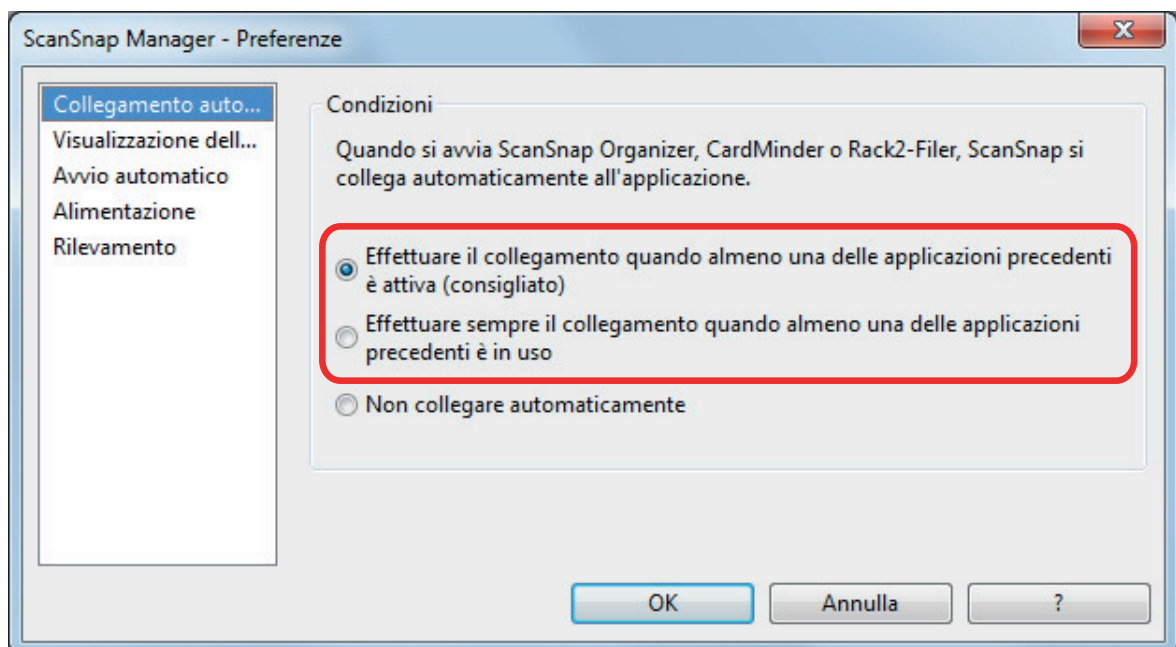 ScanSnap Manager - Preferenze
Collegamento auto...
Visualizzazione dell...
Avvio automatico
Alimentazione
Rilevamento
Condizioni
Quando si avvia ScanSnap Organizer, CardMinder o Rack2-Filer, ScanSnap si
collega automaticamente all'applicazione.
Effettuare il collegamento quando almeno una delle applicazioni precedenti
è attiva (consigliato)
Effettuare sempre il collegamento quando almeno una delle applicazioni
precedenti è in uso
Non collegare automaticamente
OK
Annulla
?